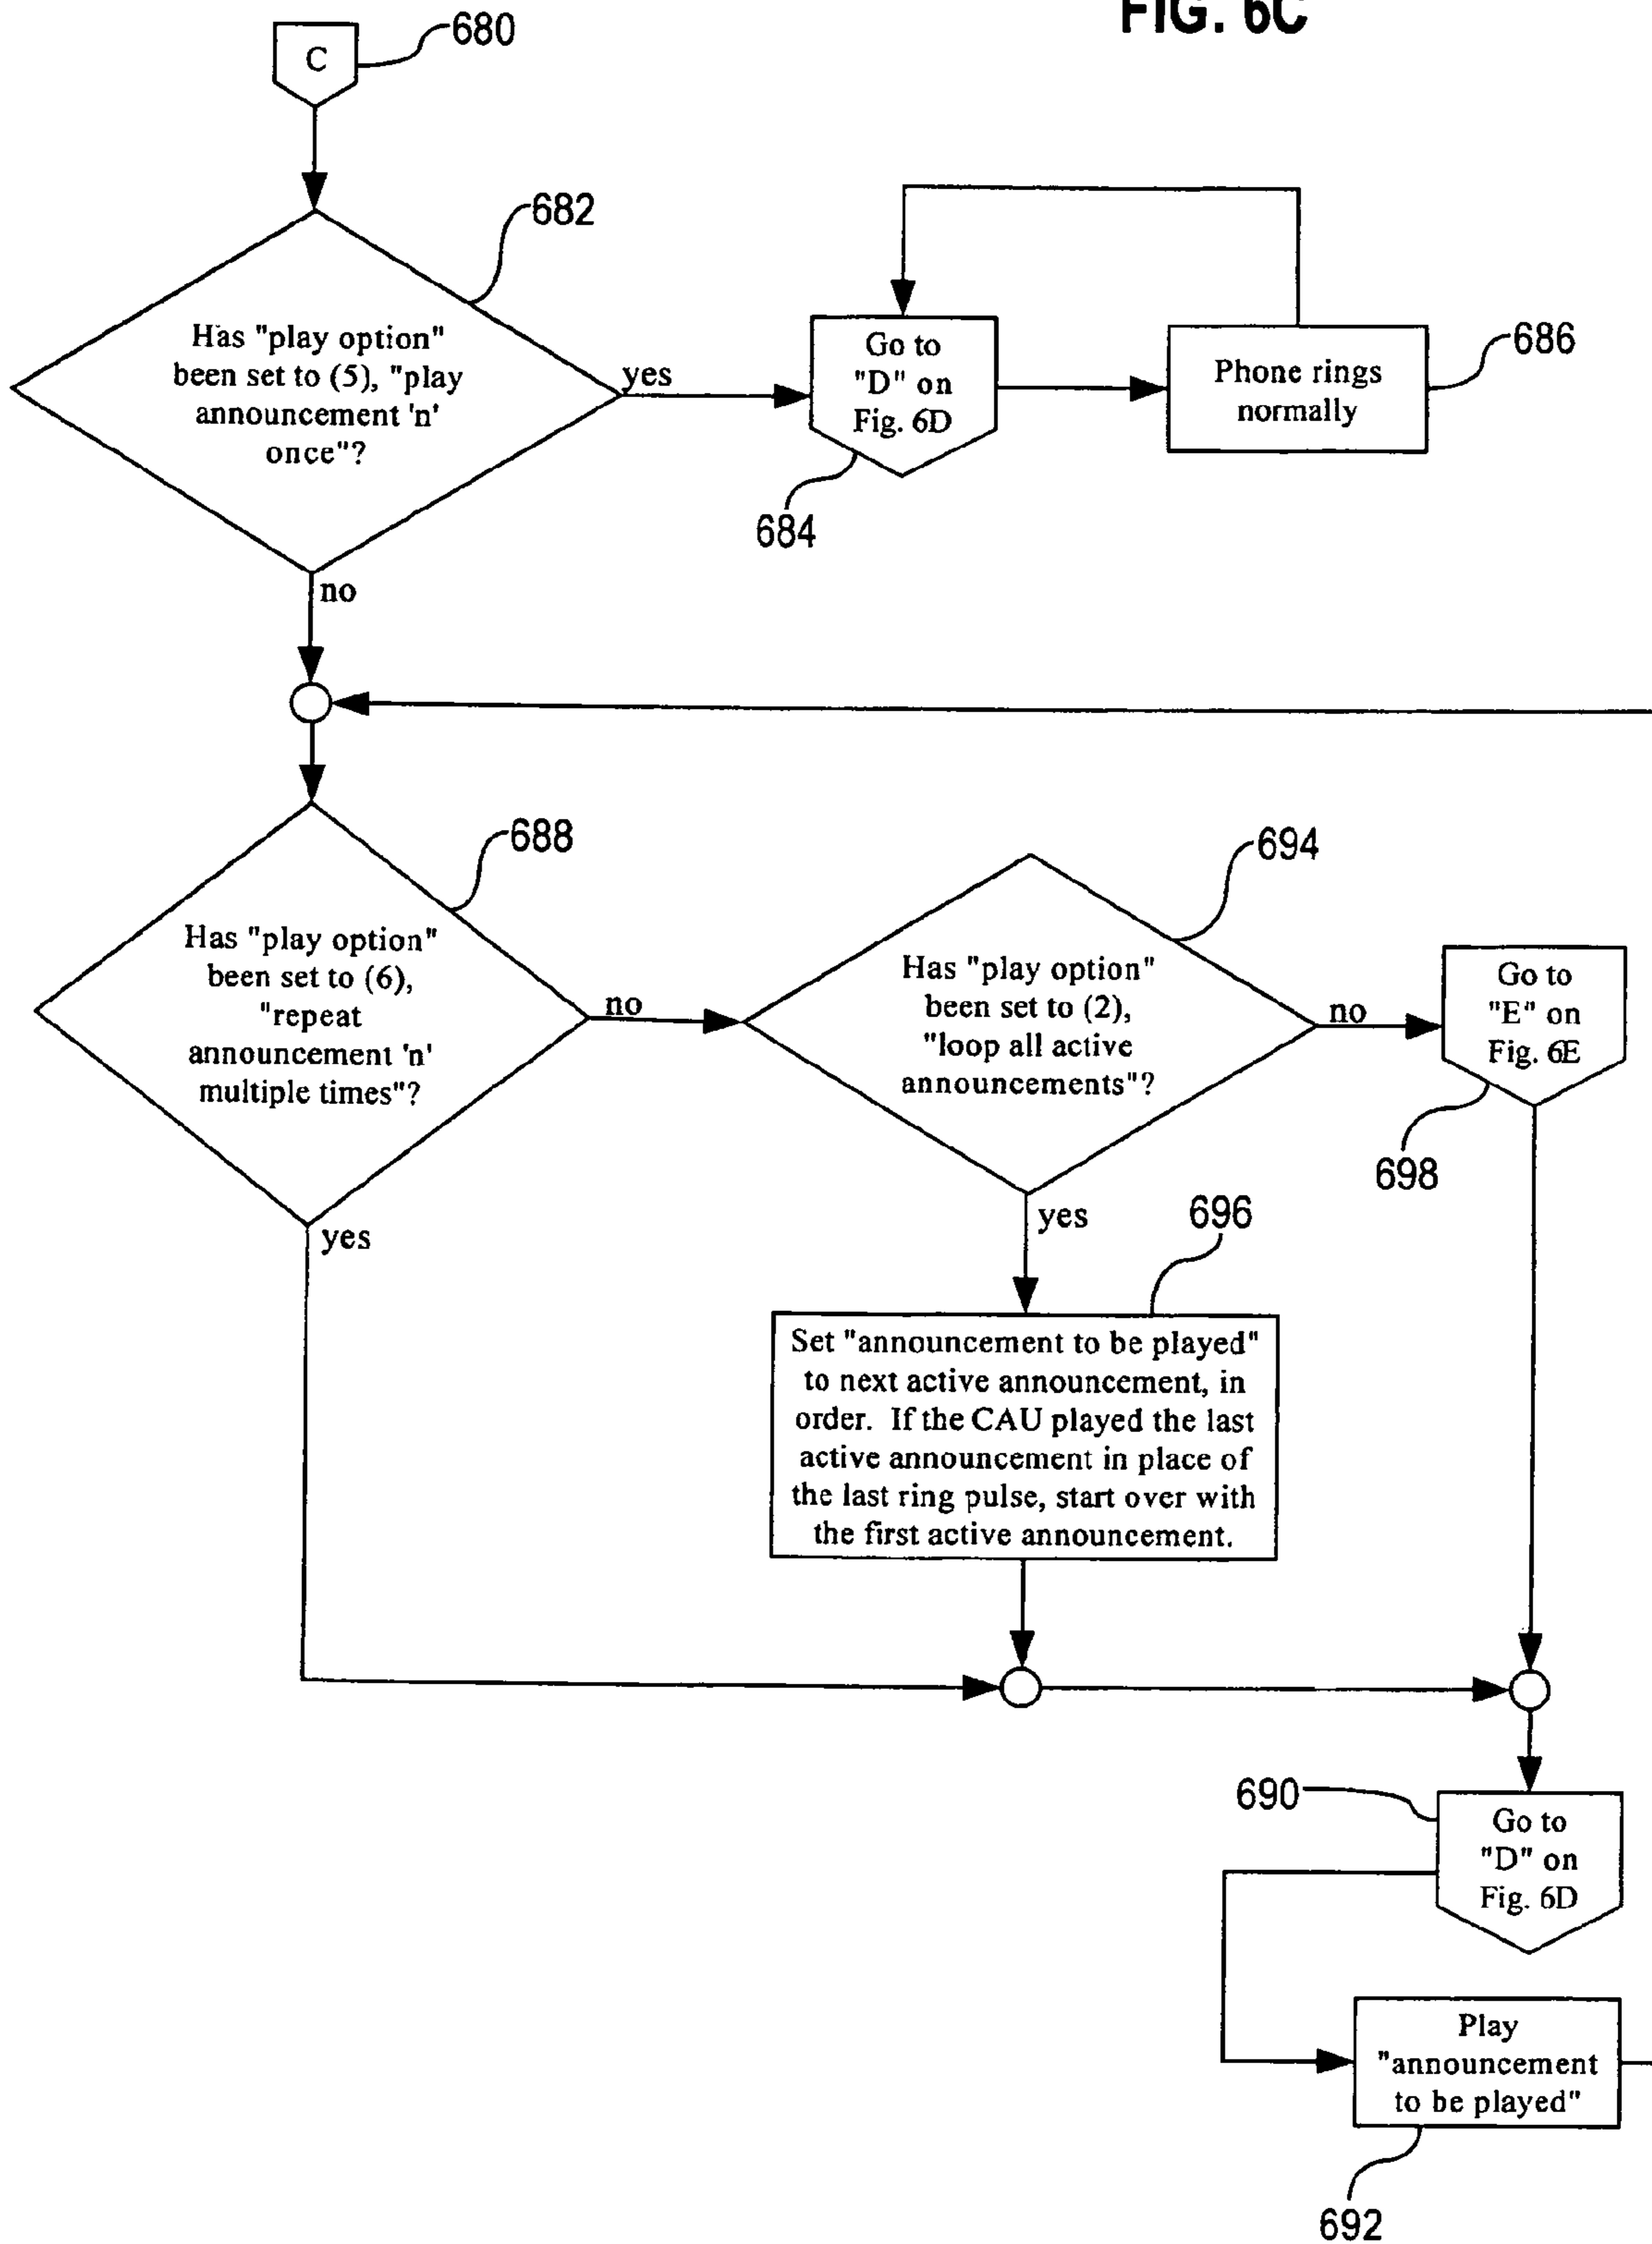 FIG. 6C
C
680
682
Has "play option"
been set to (5), "play
announcement 'n'
once"?
yes
Go to
"D" on
Fig. 6D
684
Phone rings
normally
686
no
688
Has "play option"
been set to (6),
"repeat
announcement 'n'
multiple times"?
no
694
Has "play option"
been set to (2),
"loop all active
announcements"?
no
Go to
"E" on
Fig. 6E
698
yes
yes
696
Set "announcement to be played"
to next active announcement, in
order. If the CAU played the last
active announcement in place of
the last ring pulse, start over with
the first active announcement.
690
Go to
"D" on
Fig. 6D
Play
"announcement
to be played"
692